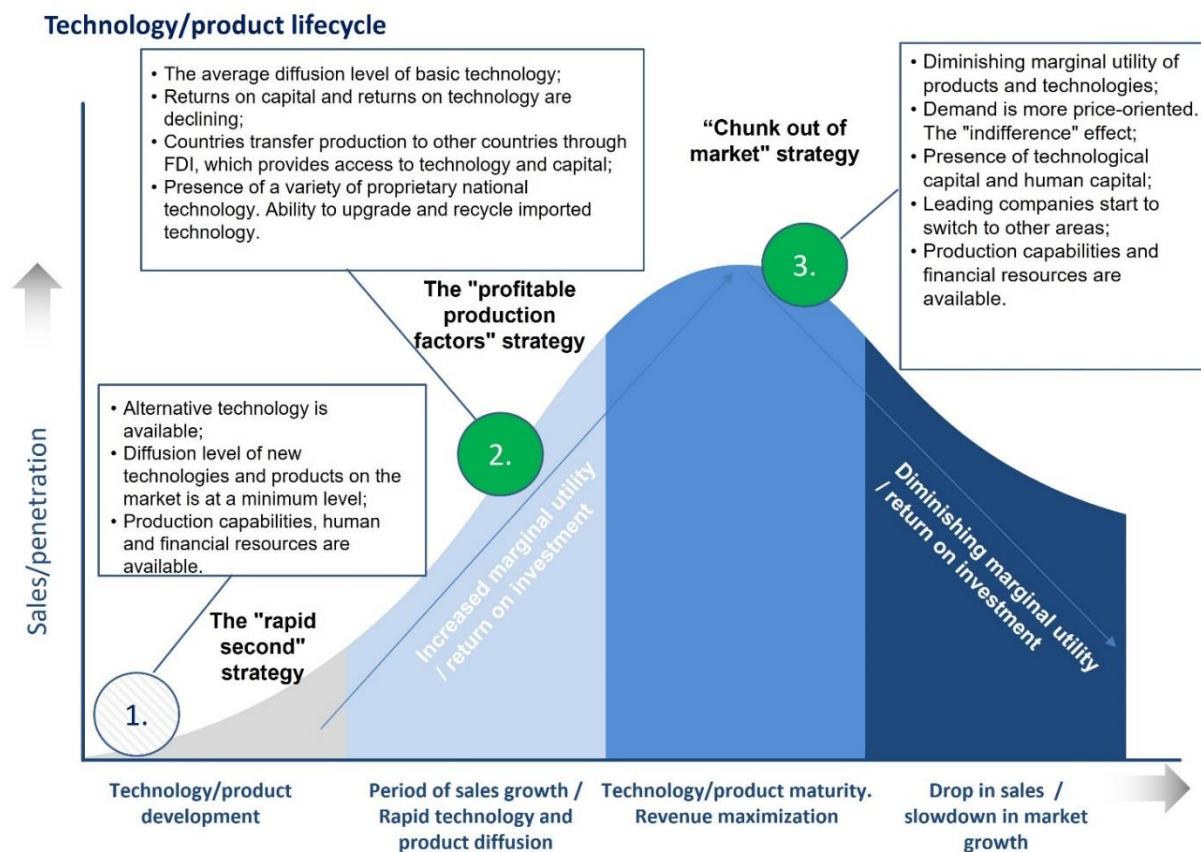 Technology/product lifecycle
• The average diffusion level of basic technology;
• Returns on capital and returns on technology are
declining;
• Countries transfer production to other countries through
FDI, which provides access to technology and capital;
• Presence of a variety of proprietary national
technology. Ability to upgrade and recycle imported
technology.
“Chunk out of
market" strategy
• Diminishing marginal utility of
products and technologies;
• Demand is more price-oriented.
The "indifference" effect;
• Presence of technological
capital and human capital;
• Leading companies start to
switch to other areas;
• Production capabilities and
financial resources are
available.
3.
The "profitable
production
factors" strategy
2.
• Alternative technology is
available;
• Diffusion level of new
technologies and products on the
market is at a minimum level;
• Production capabilities, human
and financial resources are
available.
The "rapid
second"
strategy
1.
Increased marginal utility
/ return on investment
Diminishing marginal utility
/ return on investment
Sales/penetration
Technology/product
development
Period of sales growth /
Rapid technology and
product diffusion
Technology/product maturity.
Revenue maximization
Drop in sales /
slowdown in market
growth